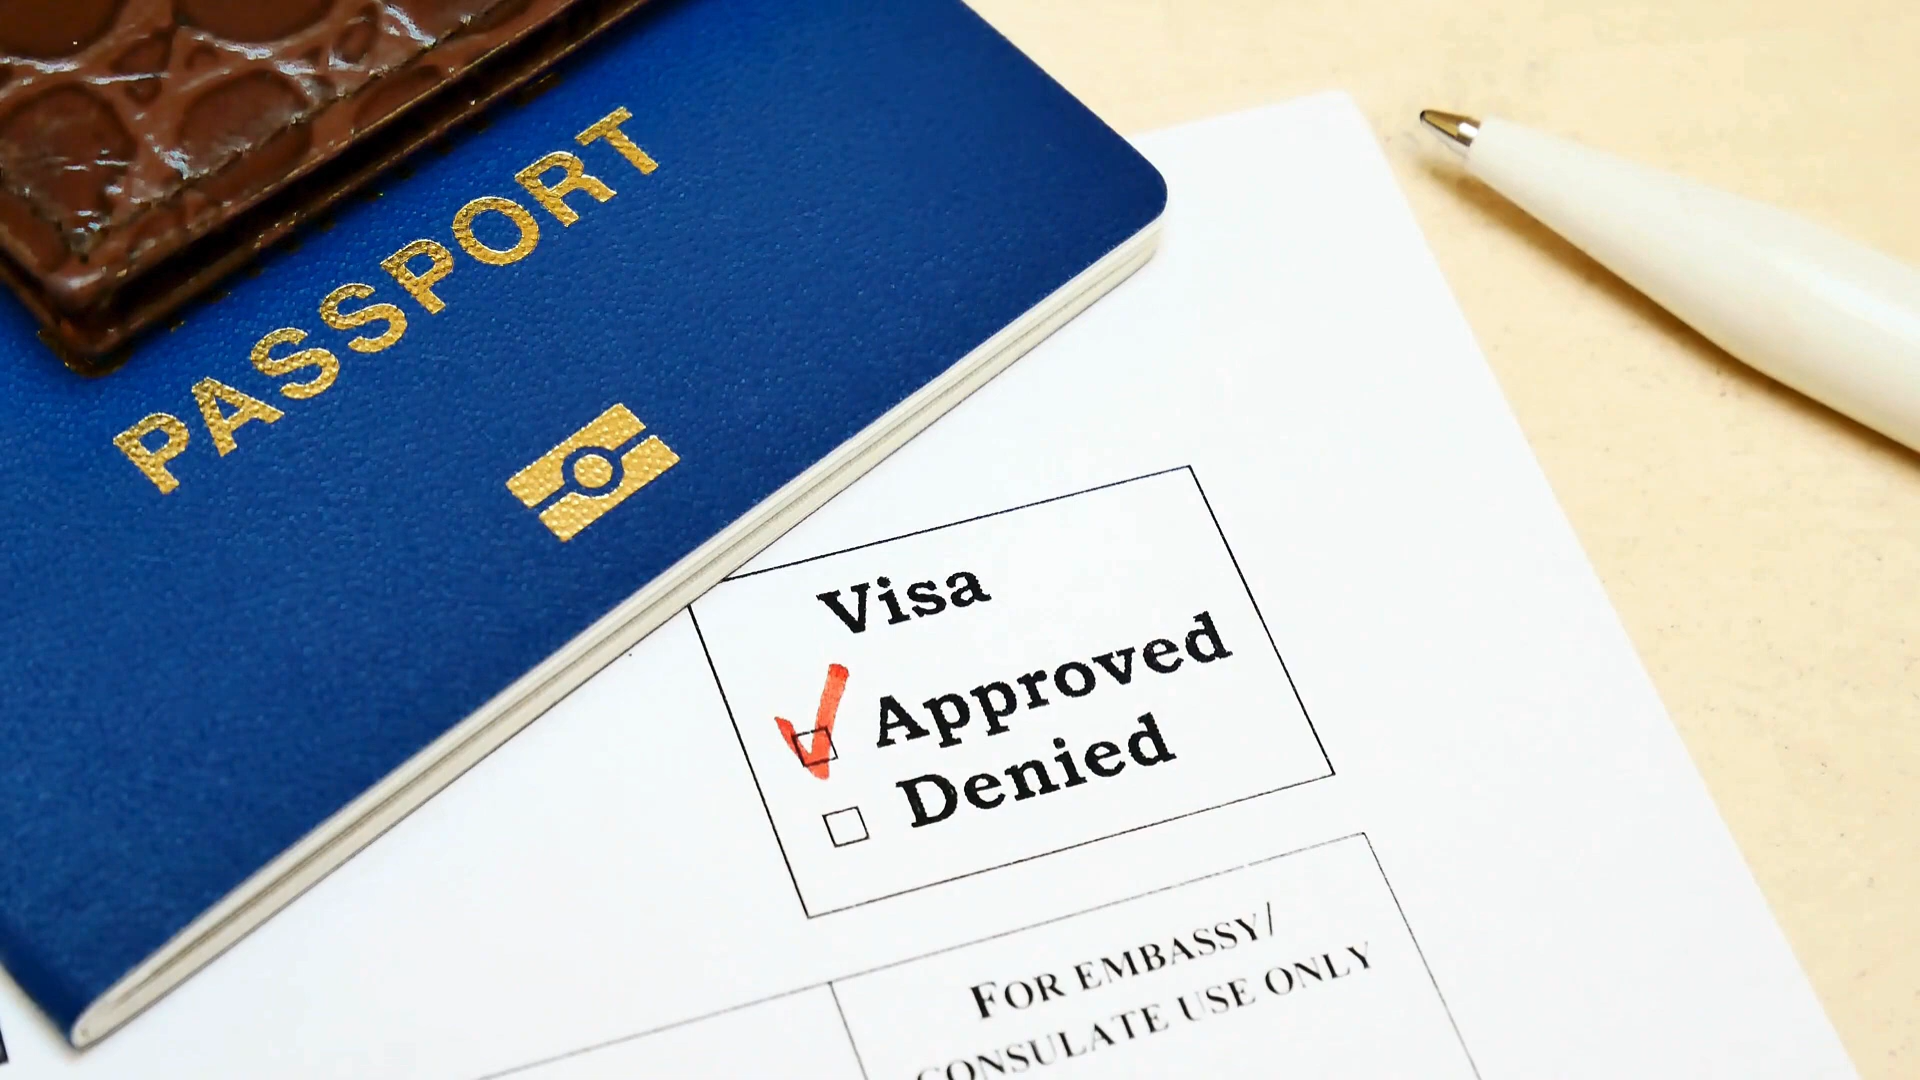 PASSPORT
Visa
Approved
Denied
FOR EMBASSY/
CONSULATE USE ONLY